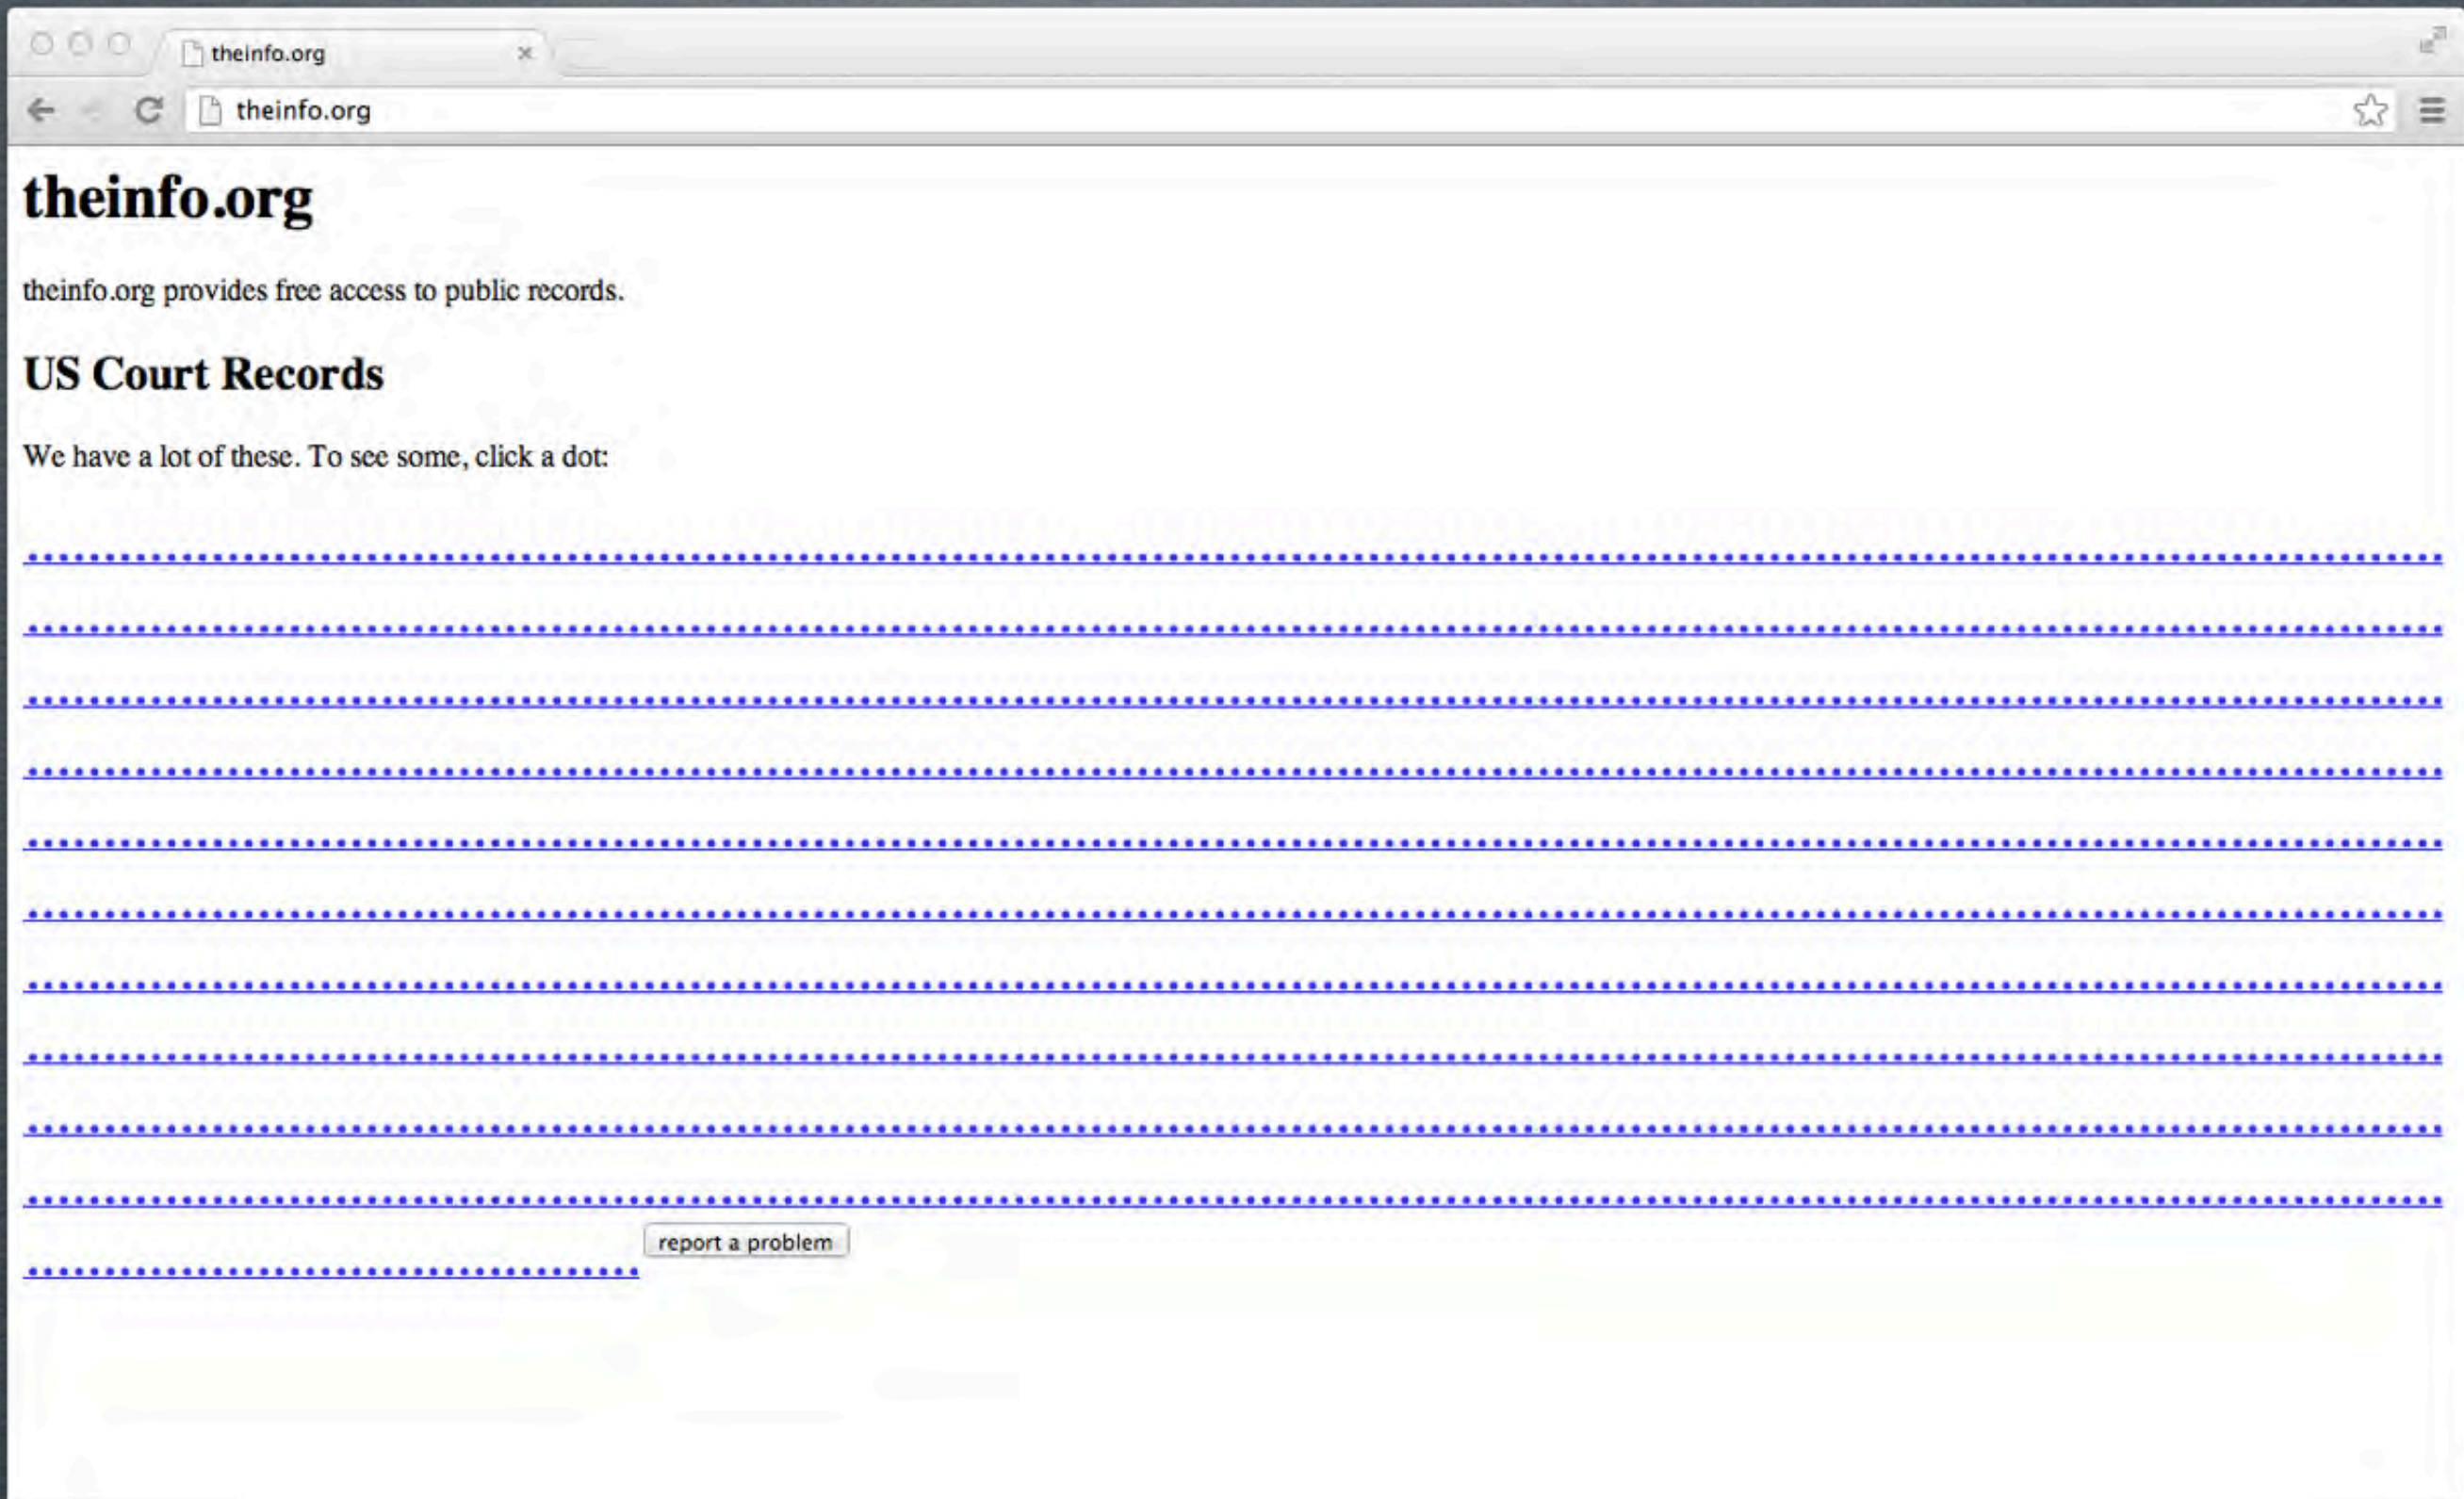 theinfo.org
theinfo.org
theinfo.org
theinfo.org provides free access to public records.
US Court Records
We have a lot of these. To see some, click a dot:
report a problem